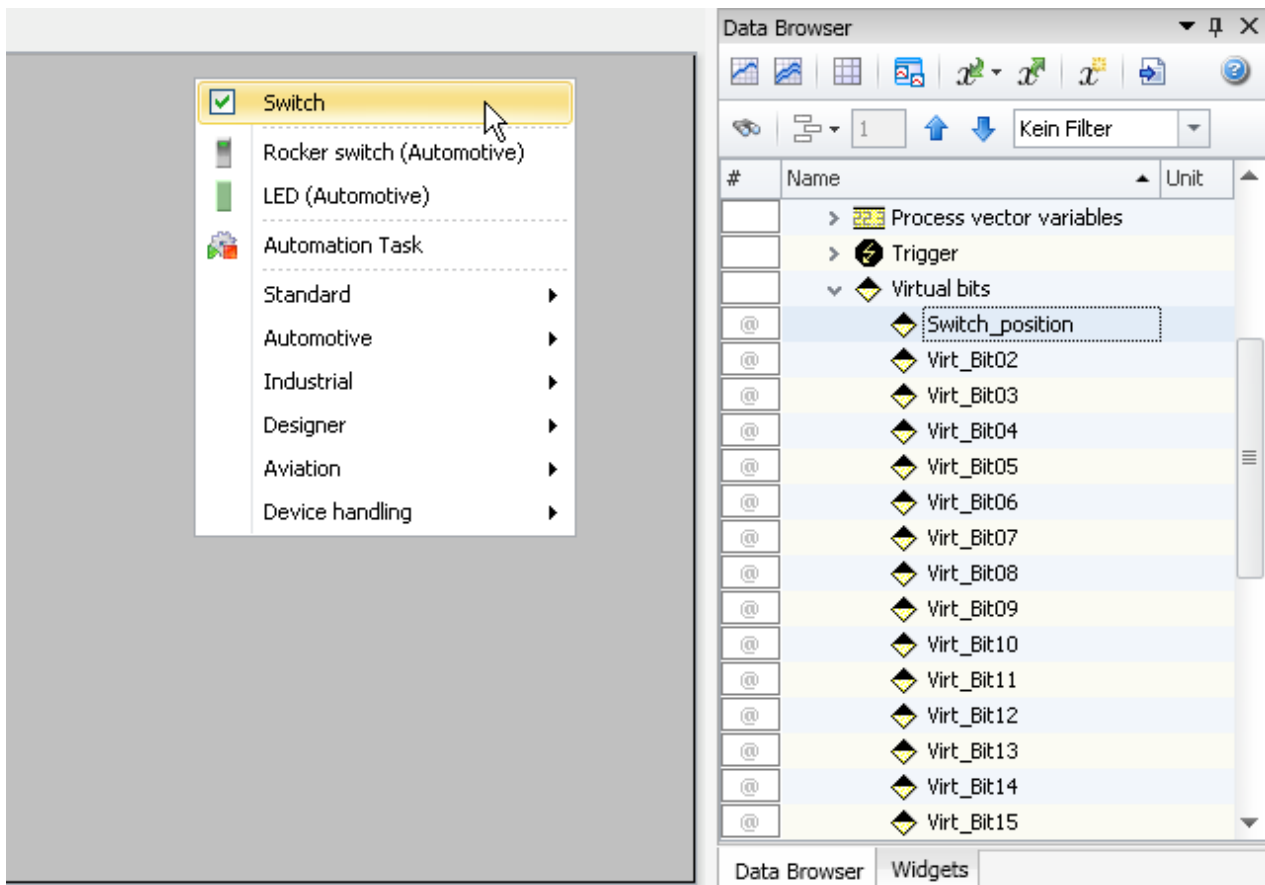 Switch
Rocker switch (Automotive)
LED (Automotive)
Automation Task
Standard
Automotive
Industrial
Designer
Aviation
Device handling
Data Browser
1
Kein Filter
# Name Unit
Process vector variables
Trigger
Virtual bits
@ Switch_position
@ Virt_Bit02
@ Virt_Bit03
@ Virt_Bit04
@ Virt_Bit05
@ Virt_Bit06
@ Virt_Bit07
@ Virt_Bit08
@ Virt_Bit09
@ Virt_Bit10
@ Virt_Bit11
@ Virt_Bit12
@ Virt_Bit13
@ Virt_Bit14
@ Virt_Bit15
Data Browser Widgets